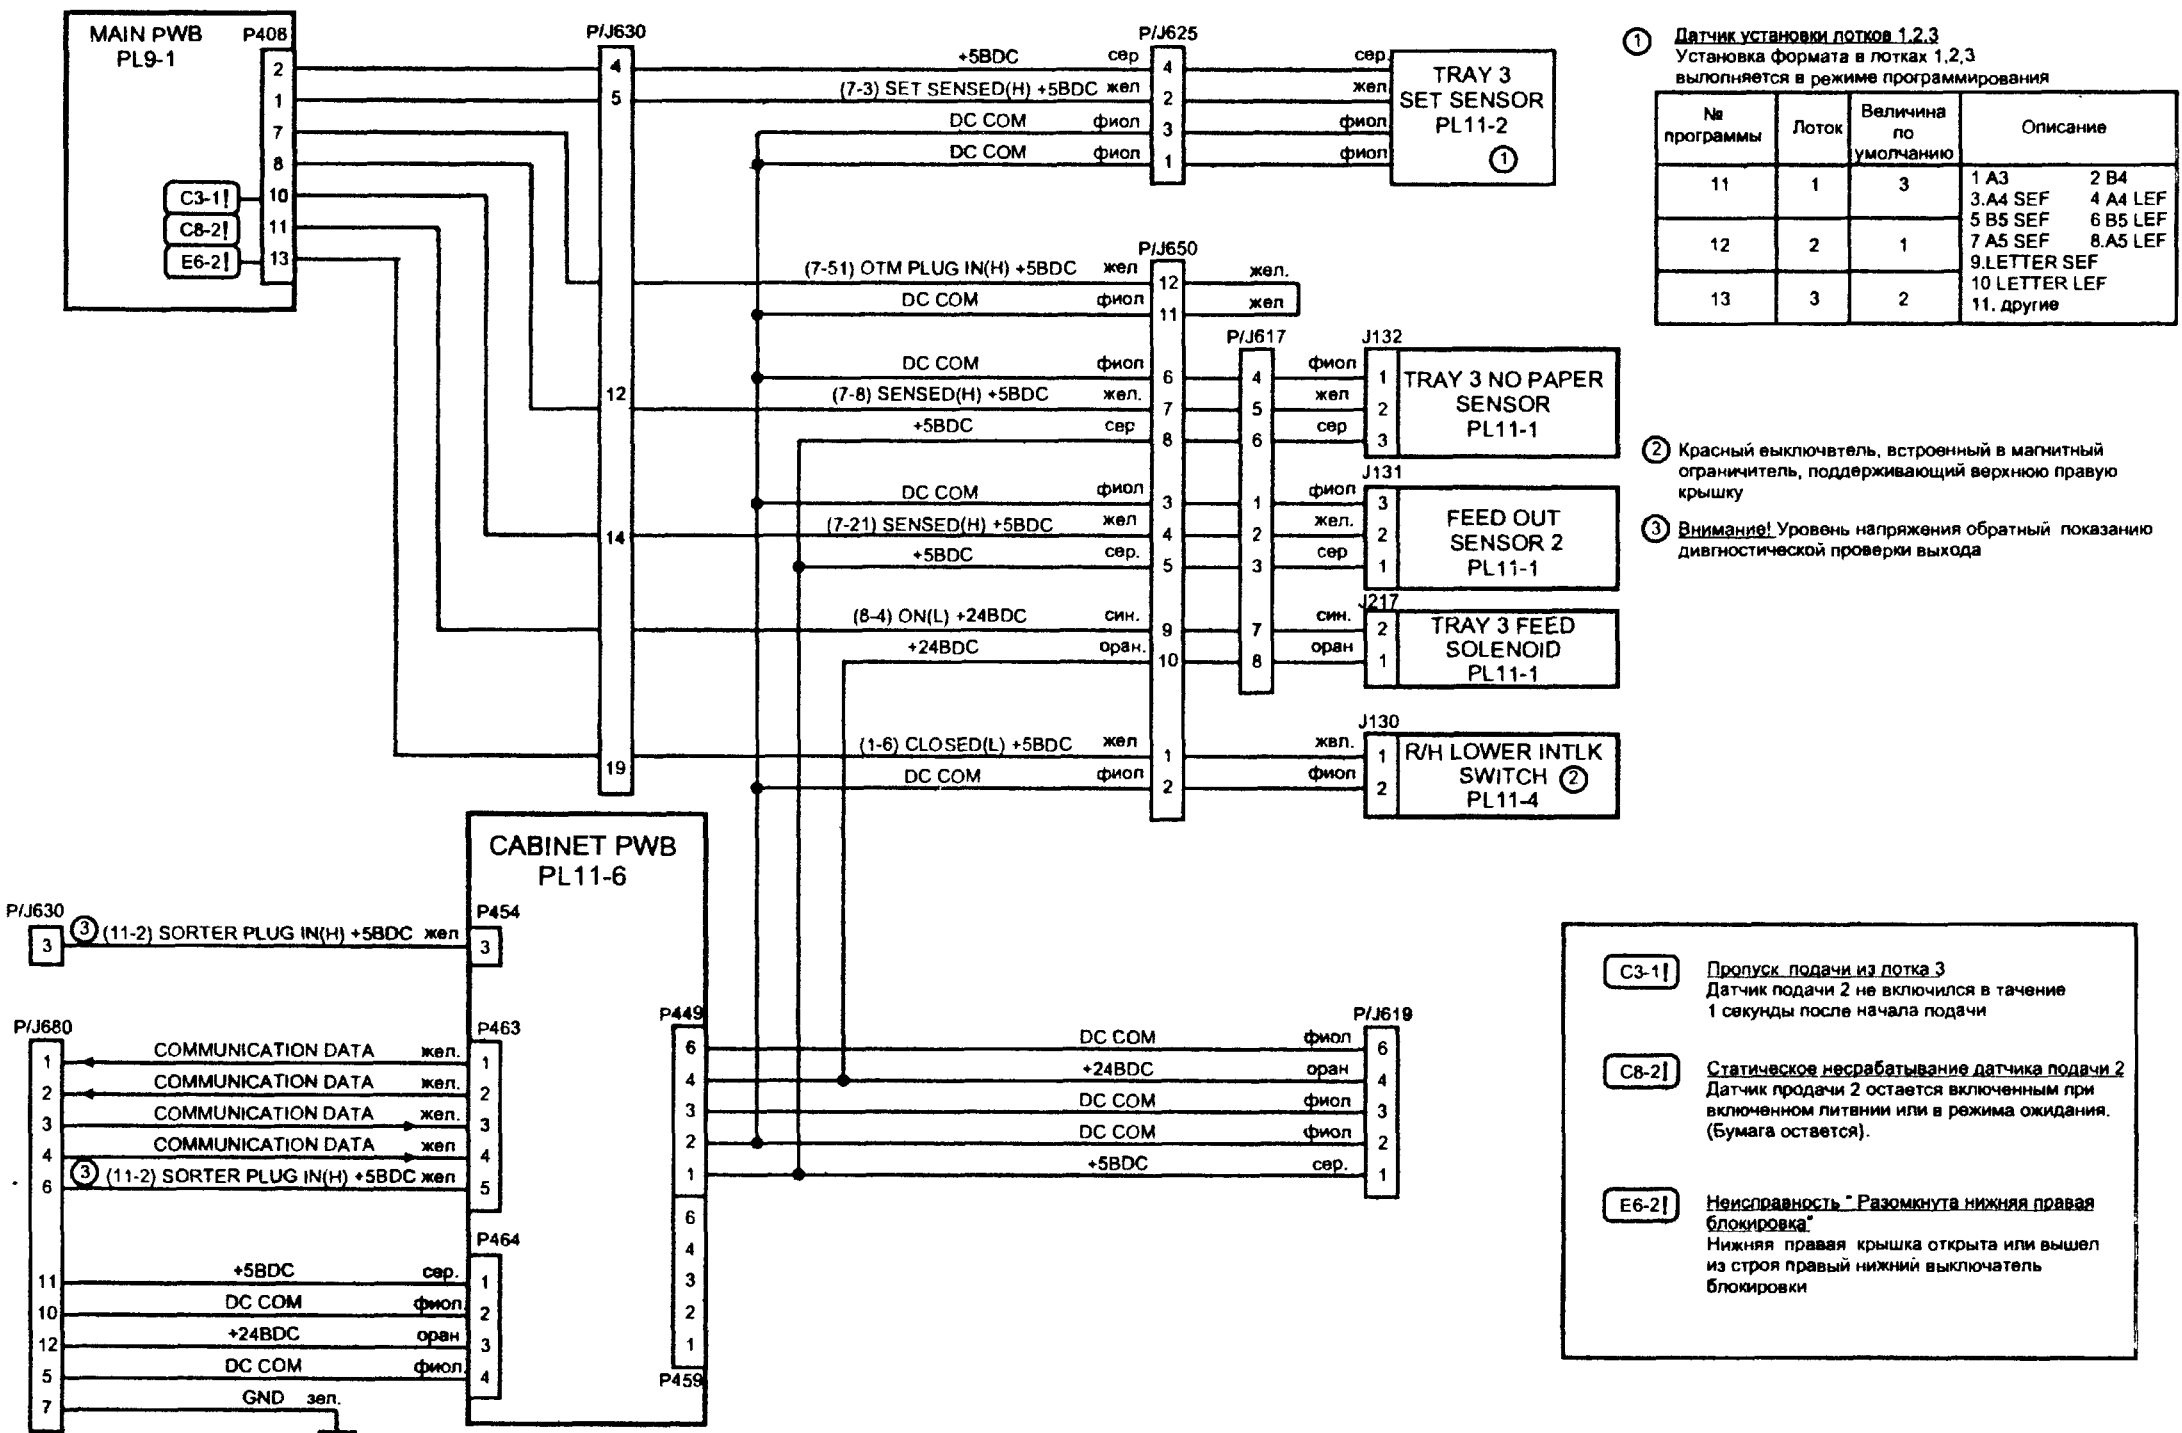 MAIN PWB
PL9-1
P408
2
1
7
8
10
11
13
C3-1!
C8-2!
E6-2!
P/J630
4
5
12
14
19
+5BDC сер
(7-3) SET SENSED(H) +5BDC жел
DC COM фиол
DC COM фиол
P/J625
4
2
3
1
сер.
жел
фиол
фиол
TRAY 3
SET SENSOR
PL11-2
1
(7-51) OTM PLUG IN(H) +5BDC жел
DC COM фиол
DC COM фиол
(7-8) SENSED(H) +5BDC жел.
+5BDC сер
DC COM фиол
(7-21) SENSED(H) +5BDC жел
+5BDC сер.
(8-4) ON(L) +24BDC син.
+24BDC оран.
(1-6) CLOSED(L) +5BDC жел
DC COM фиол
P/J650
12
11
6
7
8
3
4
5
9
10
1
2
жел.
жел
P/J617
4
5
6
1
2
3
7
8
фиол
жел
сер
J132
1
2
3
TRAY 3 NO PAPER
SENSOR
PL11-1
фиол
жел.
сер
J131
3
2
1
FEED OUT
SENSOR 2
PL11-1
син.
оран
J217
2
1
TRAY 3 FEED
SOLENOID
PL11-1
жвл.
фиол
J130
1
2
R/H LOWER INTLK
SWITCH 2
PL11-4
1 Датчик установки лотков 1,2,3
Установка формата в лотках 1,2,3
выполняется в режиме программирования
№ программы Лоток Величина по умолчанию Описание
11 1 3
12 2 1
13 3 2
1 A3 2 B4
3.A4 SEF 4 A4 LEF
5 B5 SEF 6 B5 LEF
7 A5 SEF 8.A5 LEF
9.LETTER SEF
10 LETTER LEF
11. другие
2 Красный выключвтель, встроенный в магнитный
ограничитель, поддерживающий верхнюю правую
крышку
3 Внимание! Уровень напряжения обратный показанию
дивгностической проверки выхода
CABINET PWB
PL11-6
P/J630
3
3 (11-2) SORTER PLUG IN(H) +5BDC жел
P454
3
P/J680
1
2
3
4
6
11
10
12
5
7
COMMUNICATION DATA жел.
COMMUNICATION DATA жел.
COMMUNICATION DATA жел.
COMMUNICATION DATA жел
3 (11-2) SORTER PLUG IN(H) +5BDC жел
P463
1
2
3
4
5
+5BDC сер.
DC COM фиол
+24BDC оран
DC COM фиол.
GND зел.
P464
1
2
3
4
P449
6
4
3
2
1
6
4
3
2
1
P459
DC COM фиол
+24BDC оран
DC COM фиол
DC COM фиол
+5BDC сер.
P/J619
6
4
3
2
1
C3-1! Пропуск подачи из лотка 3
Датчик подачи 2 не включился в тачение
1 секунды после начала подачи
C8-2! Статическое несрабатывание датчика подачи 2
Датчик продачи 2 остается включенным при
включенном литвнии или в режима ожидания.
(Бумага остается).
E6-2! Неисправность " Разомкнута нижняя правая
блокировка"
Нижняя правая крышка открыта или вышел
из строя правый нижний выключатель
блокировки